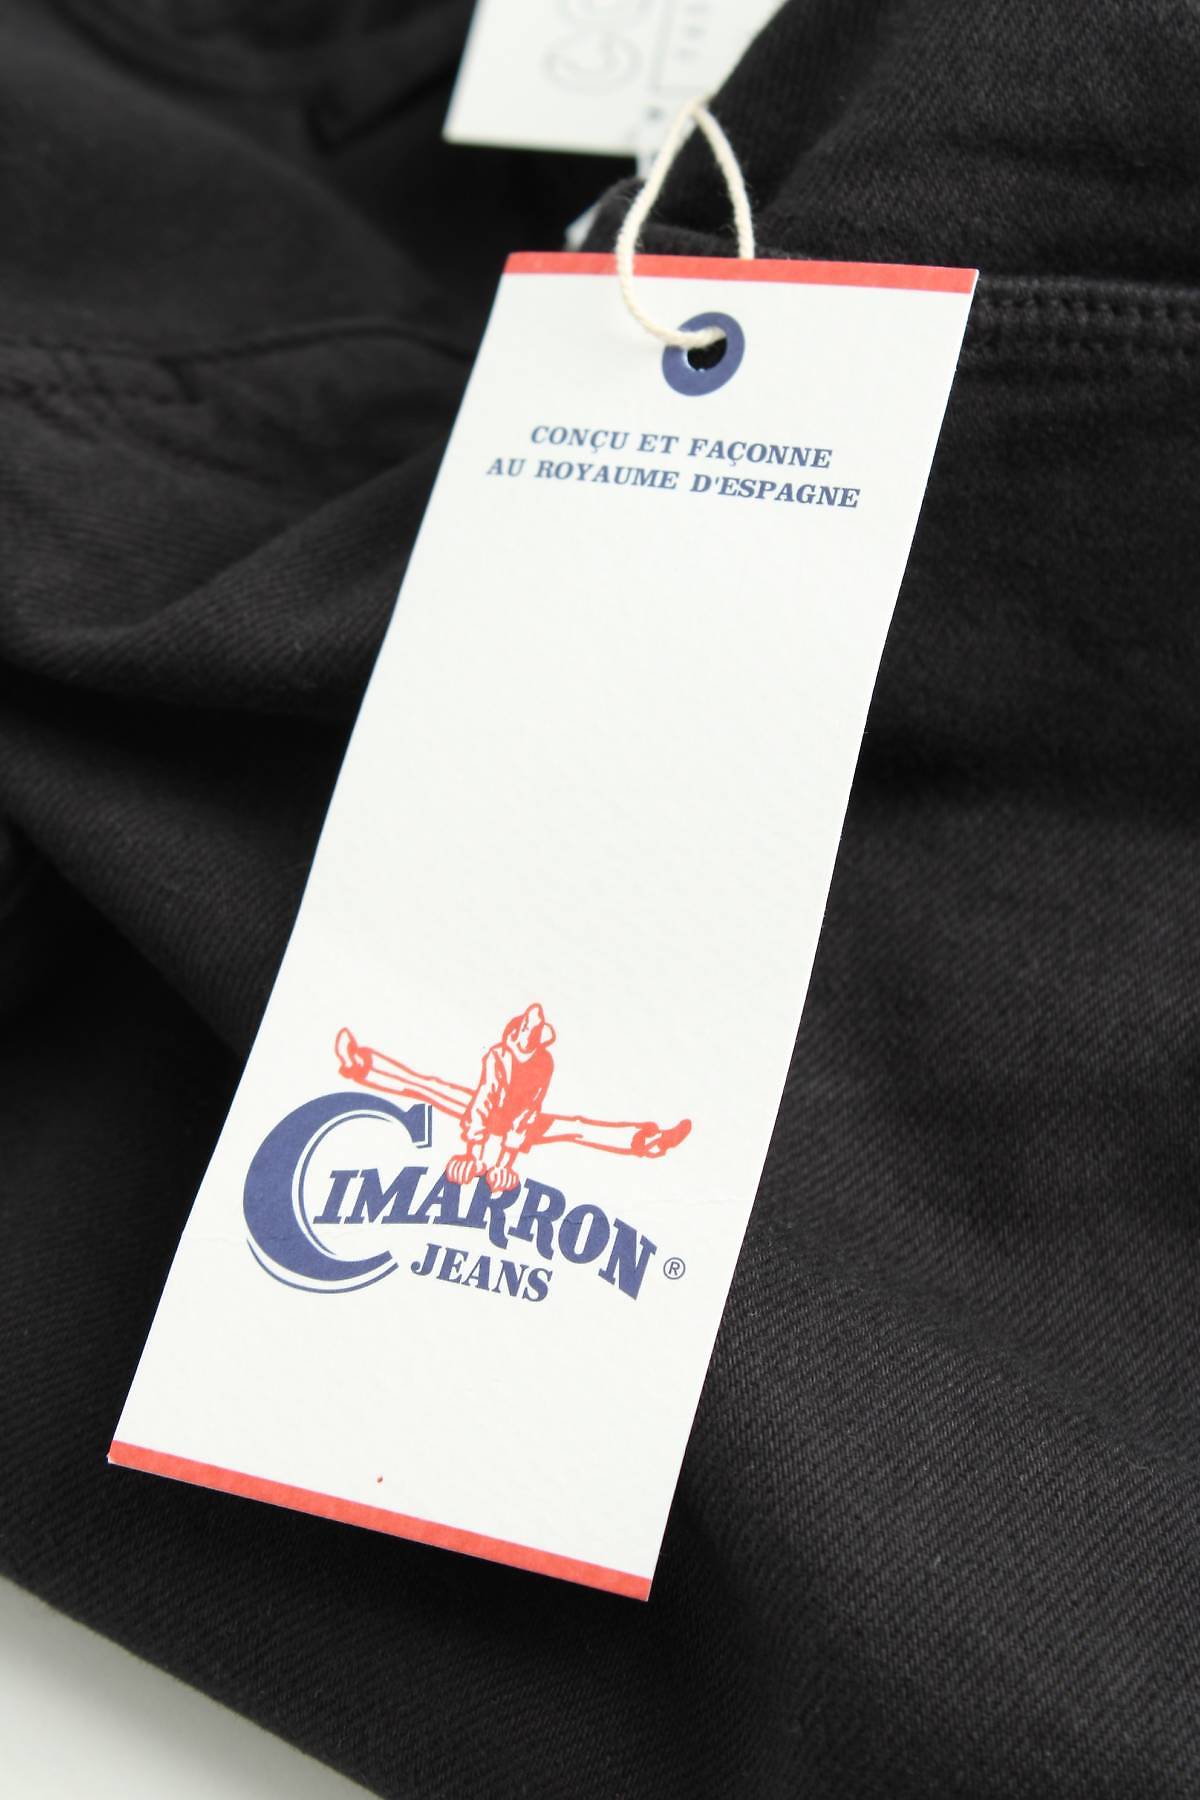 CONÇU ET FAÇONNE
AU ROYAUME D'ESPAGNE
CIMARRON
JEANS ®